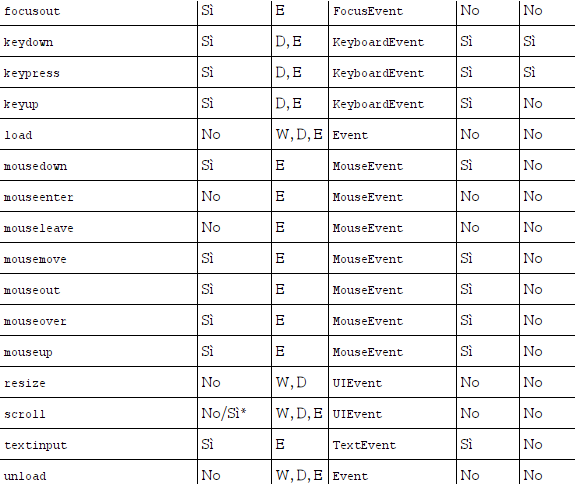 focusout Sì E FocusEvent No No
keydown Sì D, E KeyboardEvent Sì Sì
keypress Sì D, E KeyboardEvent Sì Sì
keyup Sì D, E KeyboardEvent Sì No
load No W, D, E Event No No
mousedown Sì E MouseEvent Sì No
mouseenter No E MouseEvent No No
mouseleave No E MouseEvent No No
mousemove Sì E MouseEvent Sì No
mouseout Sì E MouseEvent Sì No
mouseover Sì E MouseEvent Sì No
mouseup Sì E MouseEvent Sì No
resize No W, D UIEvent No No
scroll No/Sì* W, D, E UIEvent No No
textinput Sì E TextEvent Sì No
unload No W, D, E Event No No